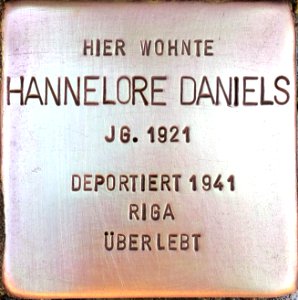 HIER WOHNTE
HANNELORE DANIELS
JG. 1921
DEPORTIERT 1941
RIGA
ÜBERLEBT